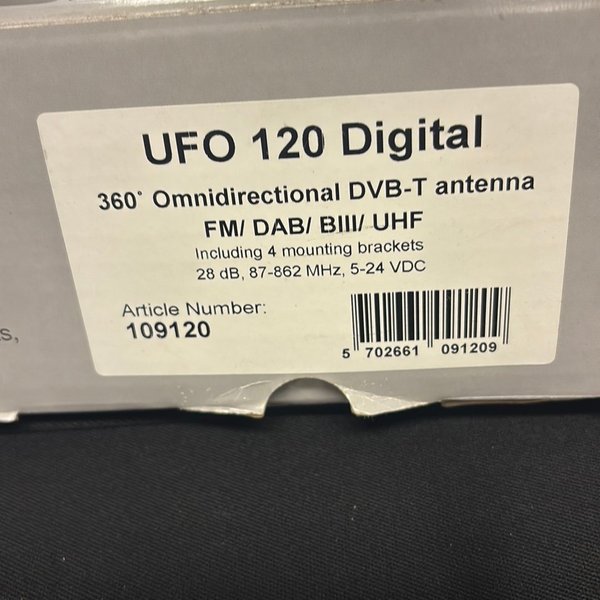 UFO 120 Digital
360° Omnidirectional DVB-T antenna
FM/ DAB/ BIII/ UHF
Including 4 mounting brackets
28 dB, 87-862 MHz, 5-24 VDC
Article Number:
109120
5 702661 091209
s,